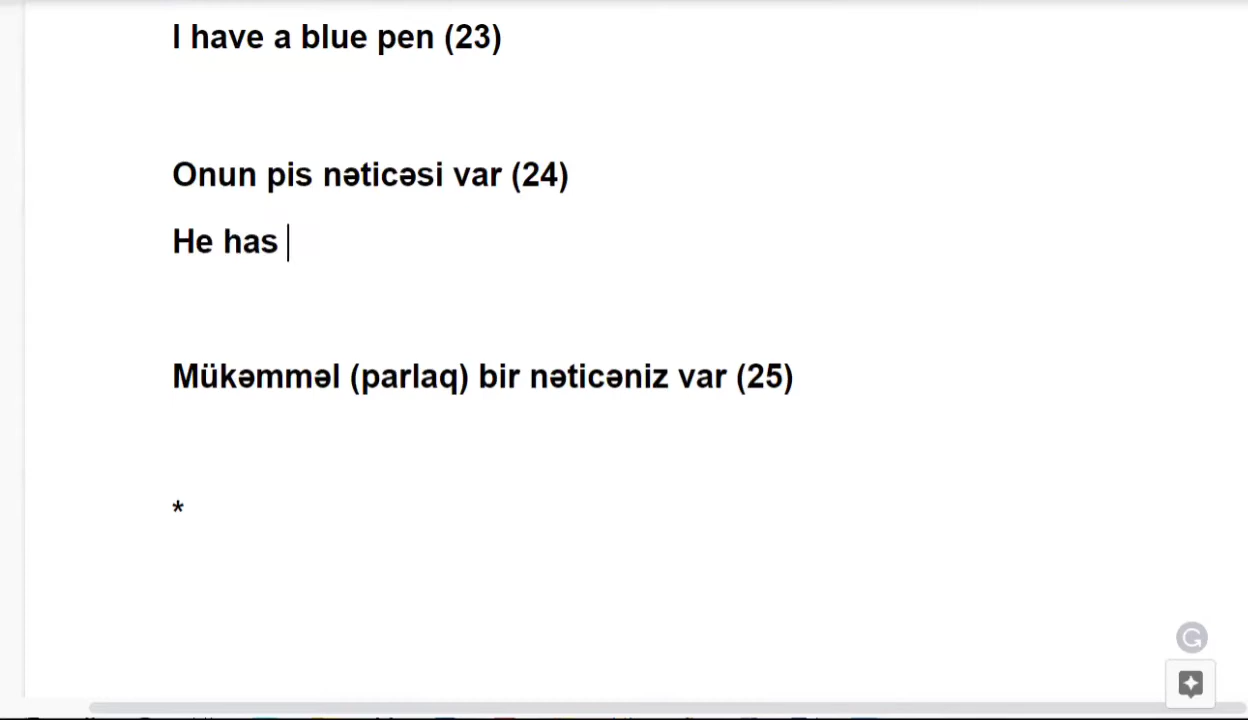 I have a blue pen (23)
Onun pis nəticəsi var (24)
He has
Mükəmməl (parlaq) bir nəticəniz var (25)
*